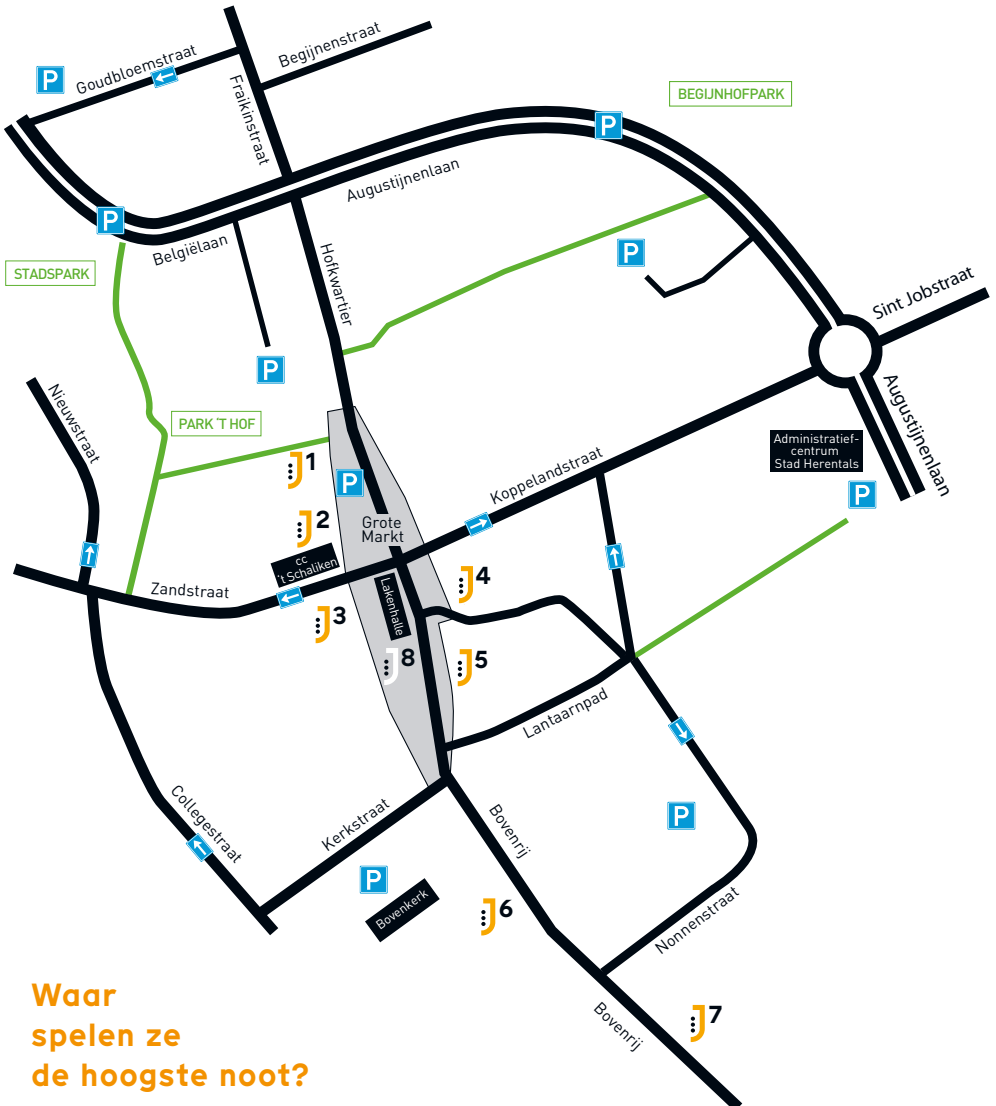 Goudbloemstraat
P
Begijnenstraat
Fraikinstraat
BEGIJNHOFPARK
P
Augustijnenlaan
P
Belgiëlaan
STADSPARK
Hofkwartier
P
Sint Jobstraat
P
Nieuwstraat
PARK 'T HOF
Augustijnenlaan
Administratief-
centrum
Stad Herentals
P
1
P
Koppelandstraat
2
Grote
Markt
cc
't Schaliken
Zandstraat
Lakenhalle
4
3
8
5
Lantaarnpad
Collegestraat
Kerkstraat
Bovenrij
P
P
Bovenkerk
6
Nonnenstraat
Bovenrij
7
Waar
spelen ze
de hoogste noot?